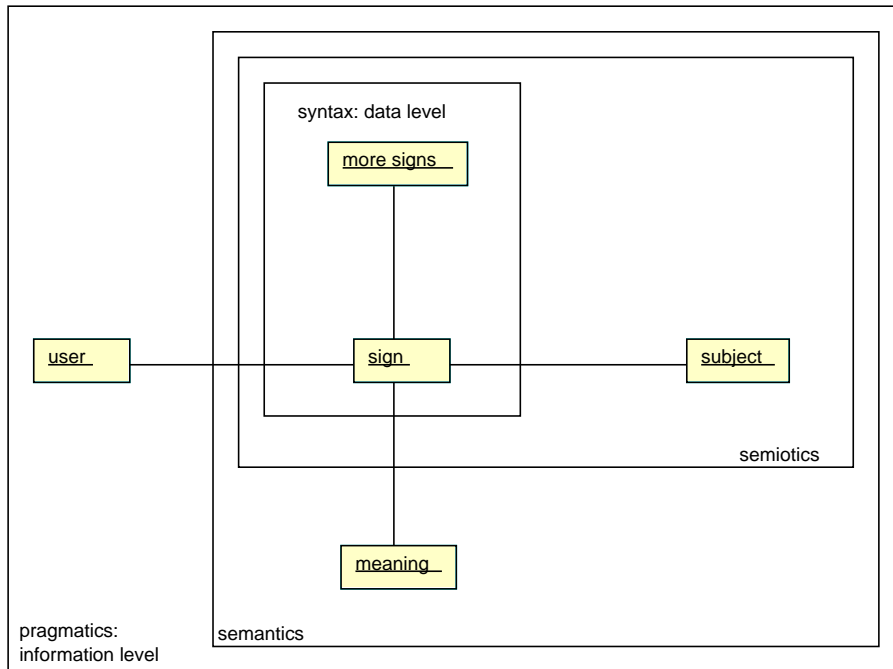 syntax: data level
more signs
user
sign
subject
semiotics
meaning
pragmatics:
information level
semantics